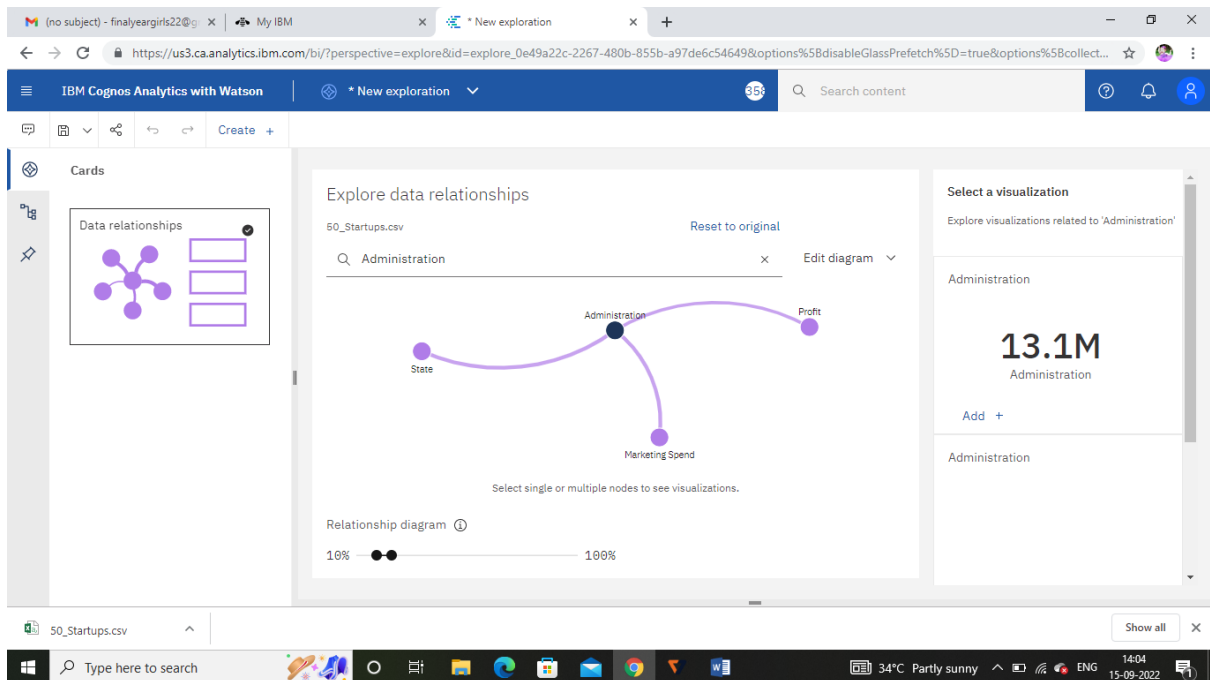 (no subject) - finalyeargirls22@g
My IBM
* New exploration
https://us3.ca.analytics.ibm.com/bi/?perspective=explore&id=explore_0e49a22c-2267-480b-855b-a97de6c54649&options%5BdisableGlassPrefetch%5D=true&options%5Bcollect...
IBM Cognos Analytics with Watson
* New exploration
358
Search content
Create +
Cards
Data relationships
Explore data relationships
50_Startups.csv
Reset to original
Administration
Edit diagram
Administration
Profit
State
Marketing Spend
Select single or multiple nodes to see visualizations.
Relationship diagram
10%
100%
Select a visualization
Explore visualizations related to 'Administration'
Administration
13.1M
Administration
Add +
Administration
50_Startups.csv
Show all
Type here to search
34°C Partly sunny
ENG
14:04
15-09-2022
1